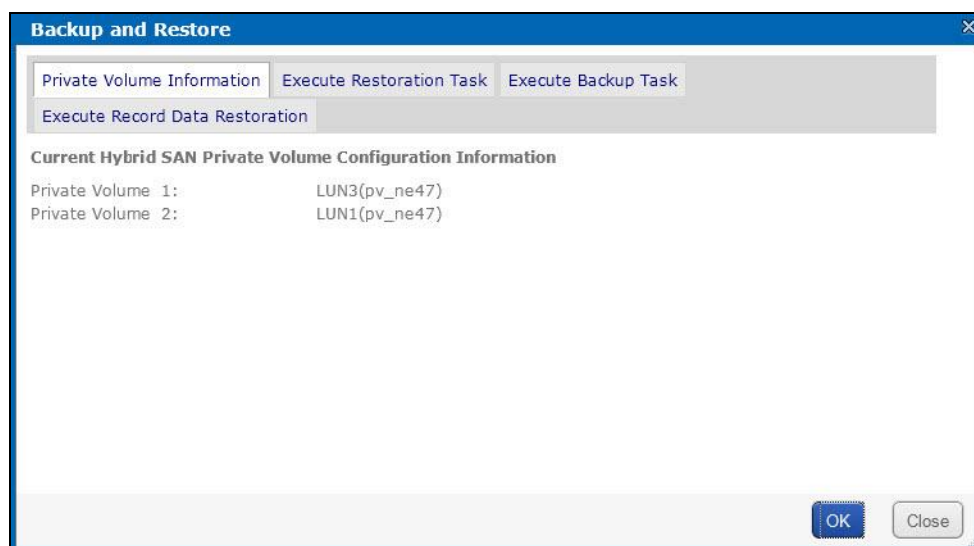 Backup and Restore
Private Volume Information Execute Restoration Task Execute Backup Task
Execute Record Data Restoration
Current Hybrid SAN Private Volume Configuration Information
Private Volume 1: LUN3(pv_ne47)
Private Volume 2: LUN1(pv_ne47)
OK Close